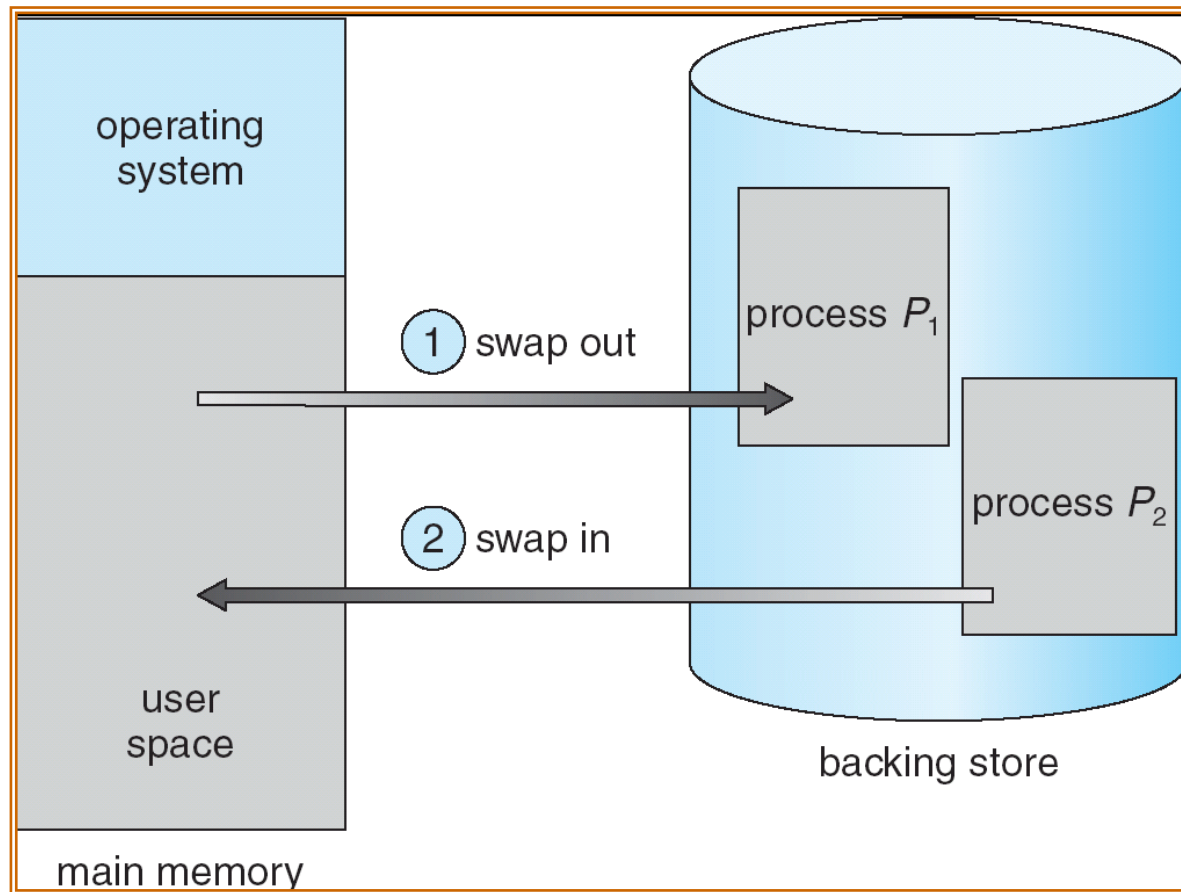 operating
system
1 swap out
process P₁
process P₂
2 swap in
user
space
backing store
main memory